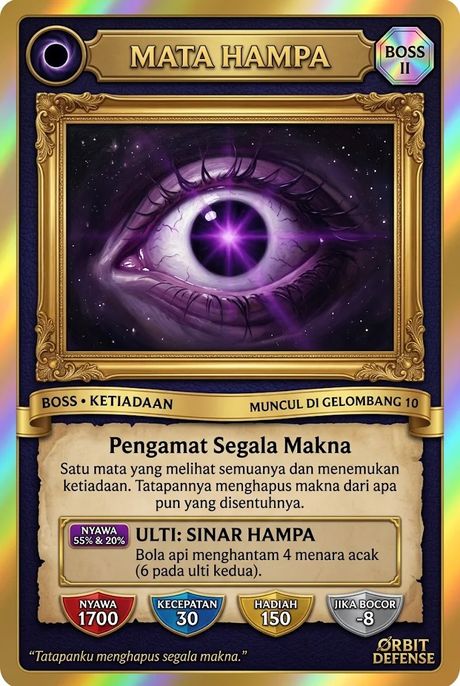 MATA HAMPA
BOSS
II
BOSS • KETIADAAN
MUNCUL DI GELOMBANG 10
Pengamat Segala Makna
Satu mata yang melihat semuanya dan menemukan
ketiadaan. Tatapannya menghapus makna dari apa
pun yang disentuhnya.
NYAWA
55% & 20%
ULTI: SINAR HAMPA
Bola api menghantam 4 menara acak
(6 pada ulti kedua).
NYAWA
1700
KECEPATAN
30
HADIAH
150
JIKA BOCOR
-8
"Tatapanku menghapus segala makna."
ØRBIT
DEFENSE